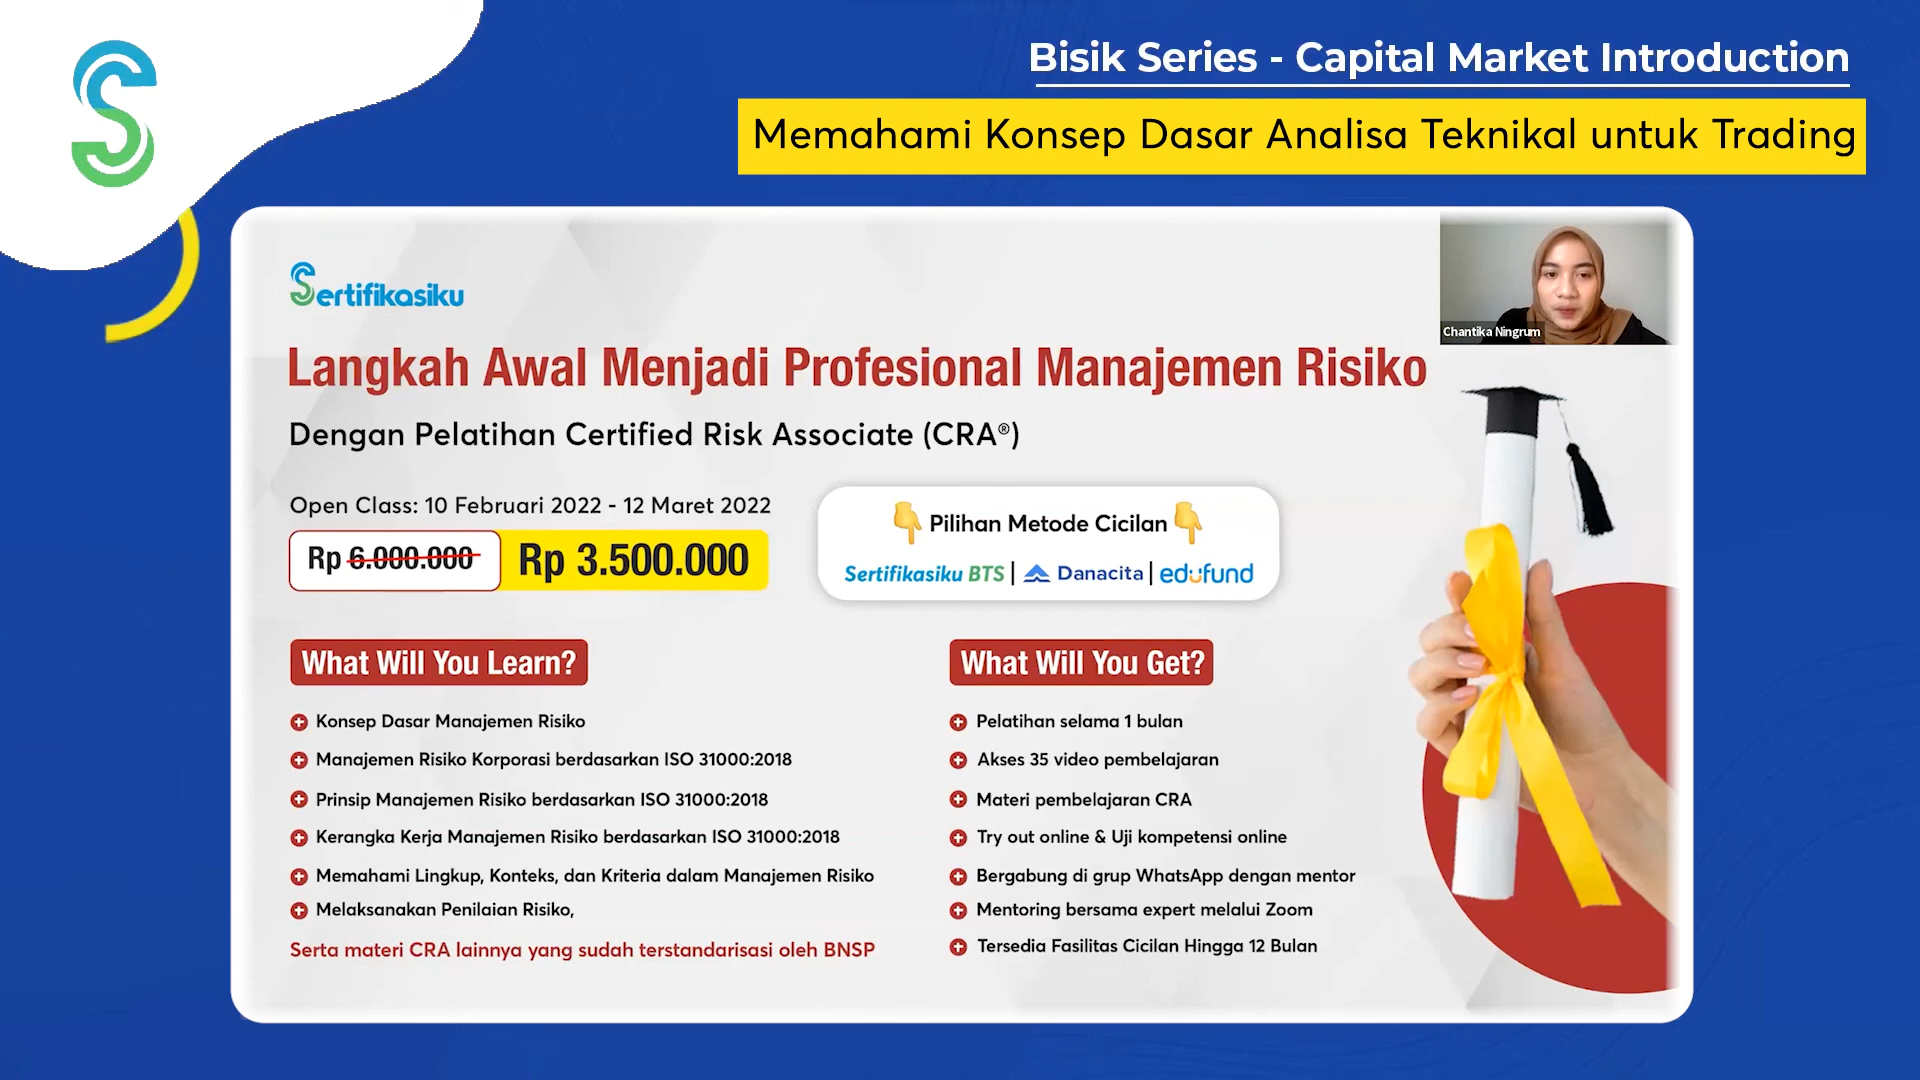 Bisik Series - Capital Market Introduction
Memahami Konsep Dasar Analisa Teknikal untuk Trading
Sertifikasiku
Chantika Ningrum
Langkah Awal Menjadi Profesional Manajemen Risiko
Dengan Pelatihan Certified Risk Associate (CRA®)
Open Class: 10 Februari 2022 - 12 Maret 2022
Rp 6.000.000 Rp 3.500.000
Pilihan Metode Cicilan
Sertifikasiku BTS | Danacita | edufund
What Will You Learn?
Konsep Dasar Manajemen Risiko
Manajemen Risiko Korporasi berdasarkan ISO 31000:2018
Prinsip Manajemen Risiko berdasarkan ISO 31000:2018
Kerangka Kerja Manajemen Risiko berdasarkan ISO 31000:2018
Memahami Lingkup, Konteks, dan Kriteria dalam Manajemen Risiko
Melaksanakan Penilaian Risiko,
Serta materi CRA lainnya yang sudah terstandarisasi oleh BNSP
What Will You Get?
Pelatihan selama 1 bulan
Akses 35 video pembelajaran
Materi pembelajaran CRA
Try out online & Uji kompetensi online
Bergabung di grup WhatsApp dengan mentor
Mentoring bersama expert melalui Zoom
Tersedia Fasilitas Cicilan Hingga 12 Bulan